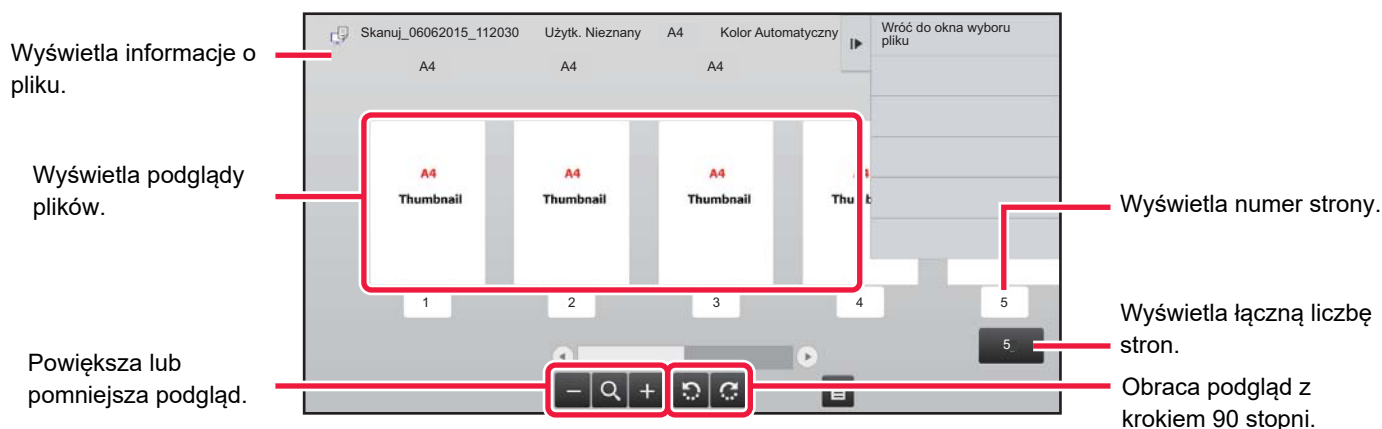 Skanuj_06062015_112030 Użytk. Nieznany A4 Kolor Automatyczny
Wróć do okna wyboru
pliku
A4 A4 A4
Wyświetla informacje o
pliku.
A4 A4 A4
Thumbnail Thumbnail Thumbnail
Wyświetla podglądy
plików.
Wyświetla numer strony.
1 2 3 4 5
Wyświetla łączną liczbę
stron.
5
Powiększa lub
pomniejsza podgląd.
Obraca podgląd z
krokiem 90 stopni.